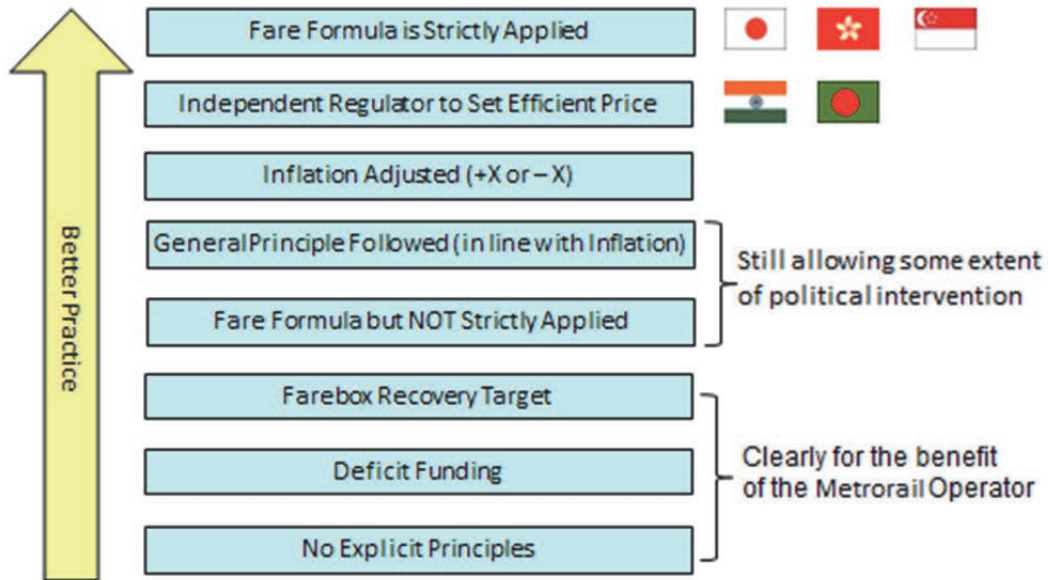 Fare Formula is Strictly Applied
Independent Regulator to Set Efficient Price
Inflation Adjusted (+X or – X)
General Principle Followed (in line with Inflation)
Fare Formula but NOT Strictly Applied
Still allowing some extent
of political intervention
Farebox Recovery Target
Deficit Funding
No Explicit Principles
Clearly for the benefit
of the Metrorail Operator
Better Practice